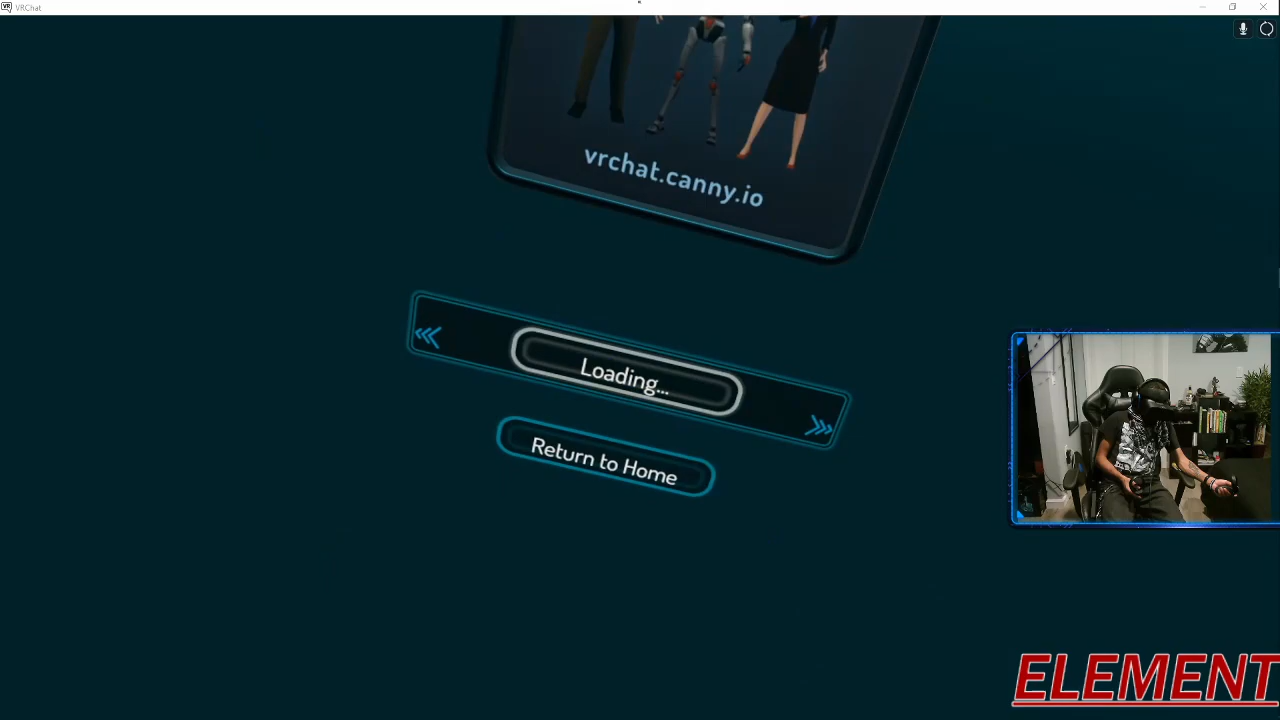 VRChat
vrchat.canny.io
Loading...
Return to Home
ELEMENT